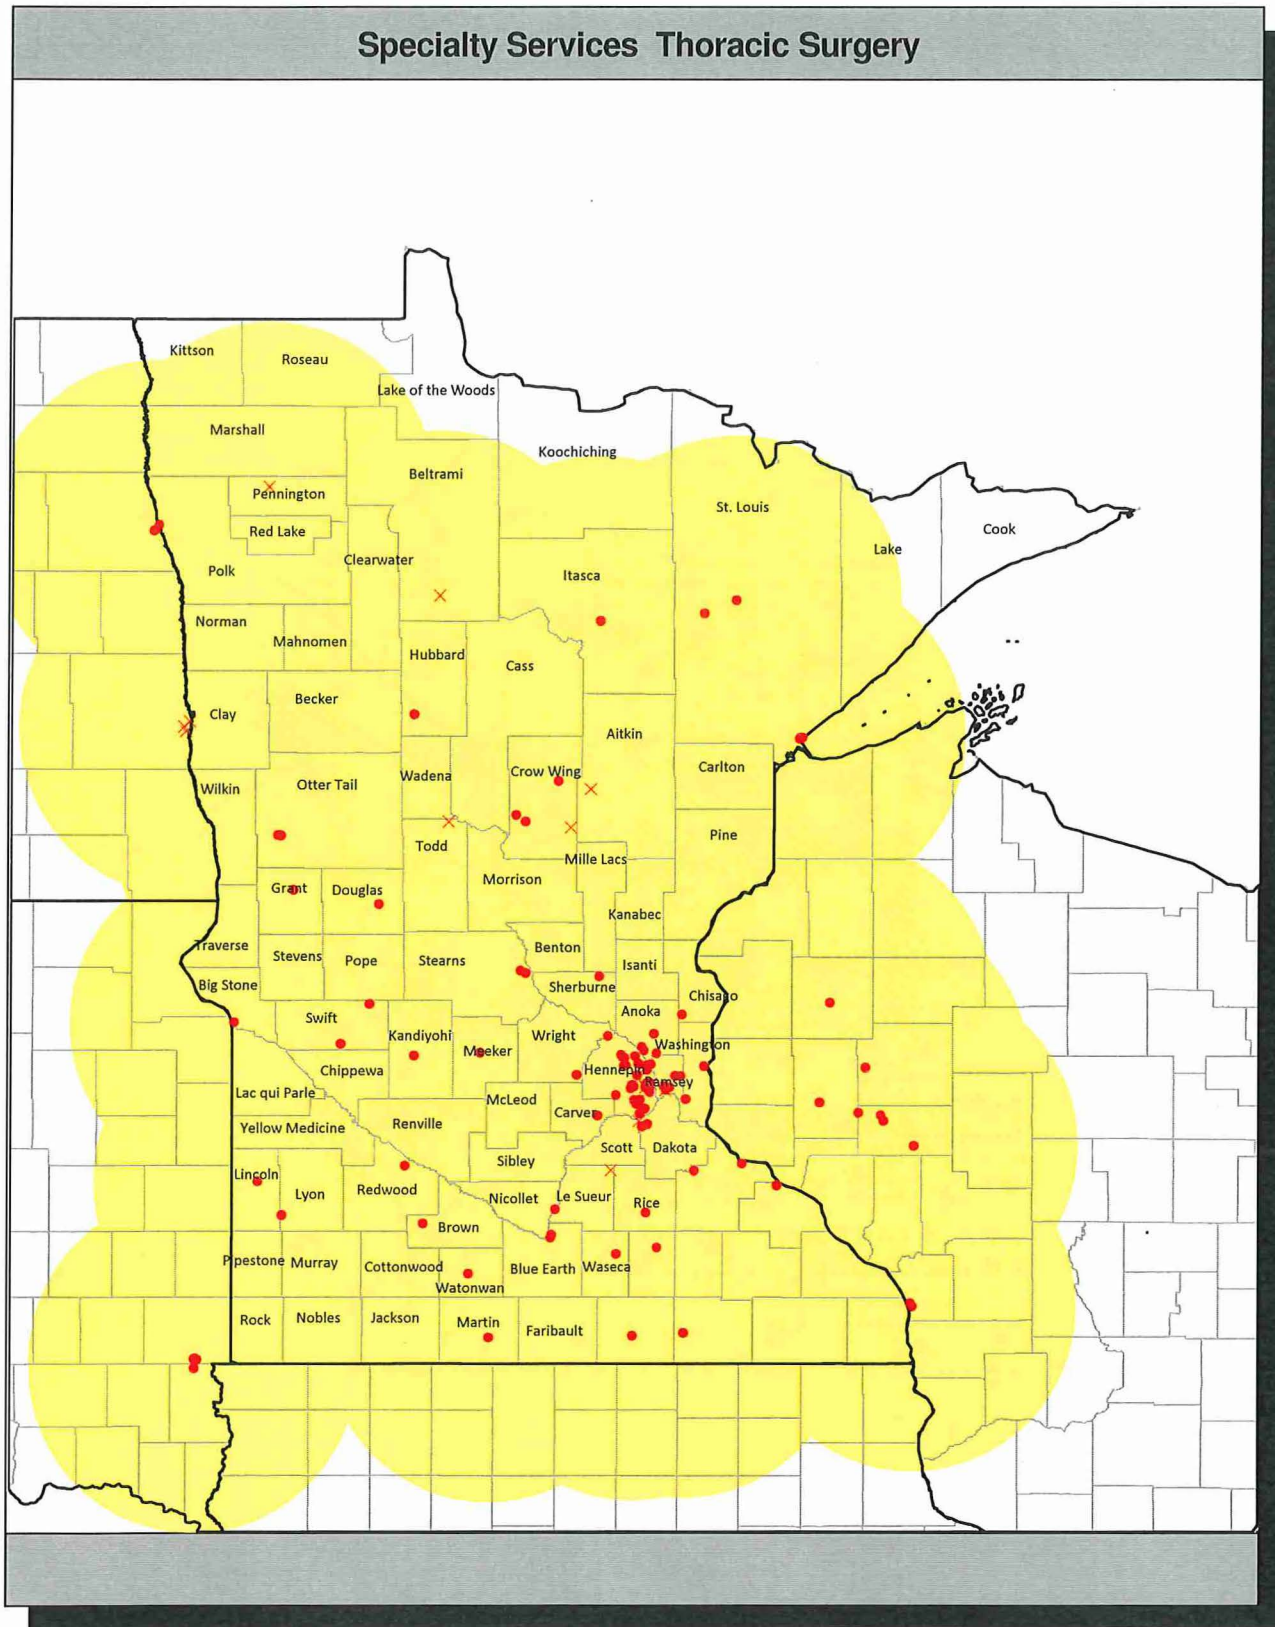 Specialty Services Thoracic Surgery
Kittson
Roseau
Lake of the Woods
Marshall
Koochiching
Beltrami
Pennington
St. Louis
Red Lake
Cook
Clearwater
Lake
Polk
Itasca
Norman
Mahnomen
Hubbard
Cass
Becker
Clay
Aitkin
Wadena
Crow Wing
Carlton
Otter Tail
Wilkin
Pine
Todd
Mille Lacs
Morrison
Grant
Douglas
Kanabec
Traverse
Benton
Stevens
Pope
Stearns
Isanti
Big Stone
Sherburne
Chisago
Swift
Anoka
Kandiyohi
Wright
Meeker
Washington
Chippewa
Hennepin
Ramsey
Lac qui Parle
McLeod
Carver
Renville
Yellow Medicine
Scott
Dakota
Sibley
Lincoln
Lyon
Redwood
Nicollet
Le Sueur
Rice
Brown
Pipestone
Murray
Cottonwood
Blue Earth
Waseca
Watonwan
Rock
Nobles
Jackson
Martin
Faribault